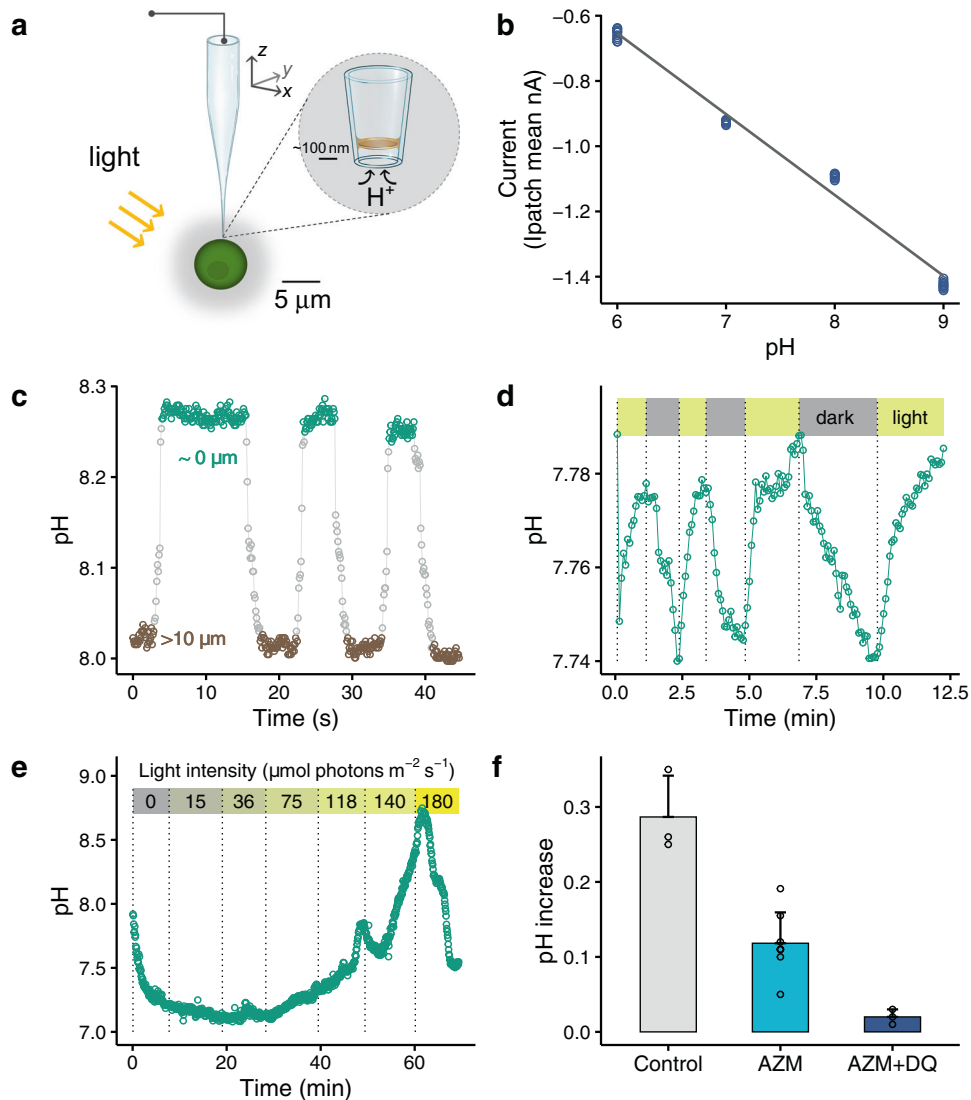 a
z
y
x
light
~100 nm
H+
5 μm
b
Current
(Ipatch mean nA)
−0.6
−0.8
−1.0
−1.2
−1.4
6
7
8
9
pH
c
pH
8.3
8.2
8.1
8.0
~ 0 μm
>10 μm
0
10
20
30
40
Time (s)
d
pH
7.78
7.76
7.74
dark
light
0.0
2.5
5.0
7.5
10.0
12.5
Time (min)
e
pH
9.0
8.5
8.0
7.5
7.0
Light intensity (μmol photons m−2 s−1)
0 15 36 75 118 140 180
0
20
40
60
Time (min)
f
pH increase
0.3
0.2
0.1
0.0
Control
AZM
AZM+DQ